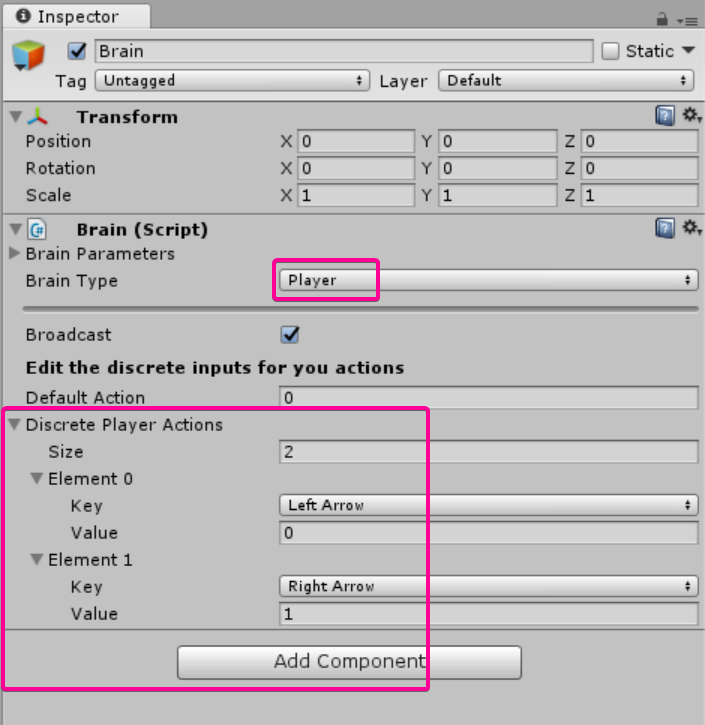 Inspector
Brain Static
Tag Untagged Layer Default
Transform
Position X 0 Y 0 Z 0
Rotation X 0 Y 0 Z 0
Scale X 1 Y 1 Z 1
Brain (Script)
Brain Parameters
Brain Type Player
Broadcast
Edit the discrete inputs for you actions
Default Action 0
Discrete Player Actions
Size 2
Element 0
Key Left Arrow
Value 0
Element 1
Key Right Arrow
Value 1
Add Component